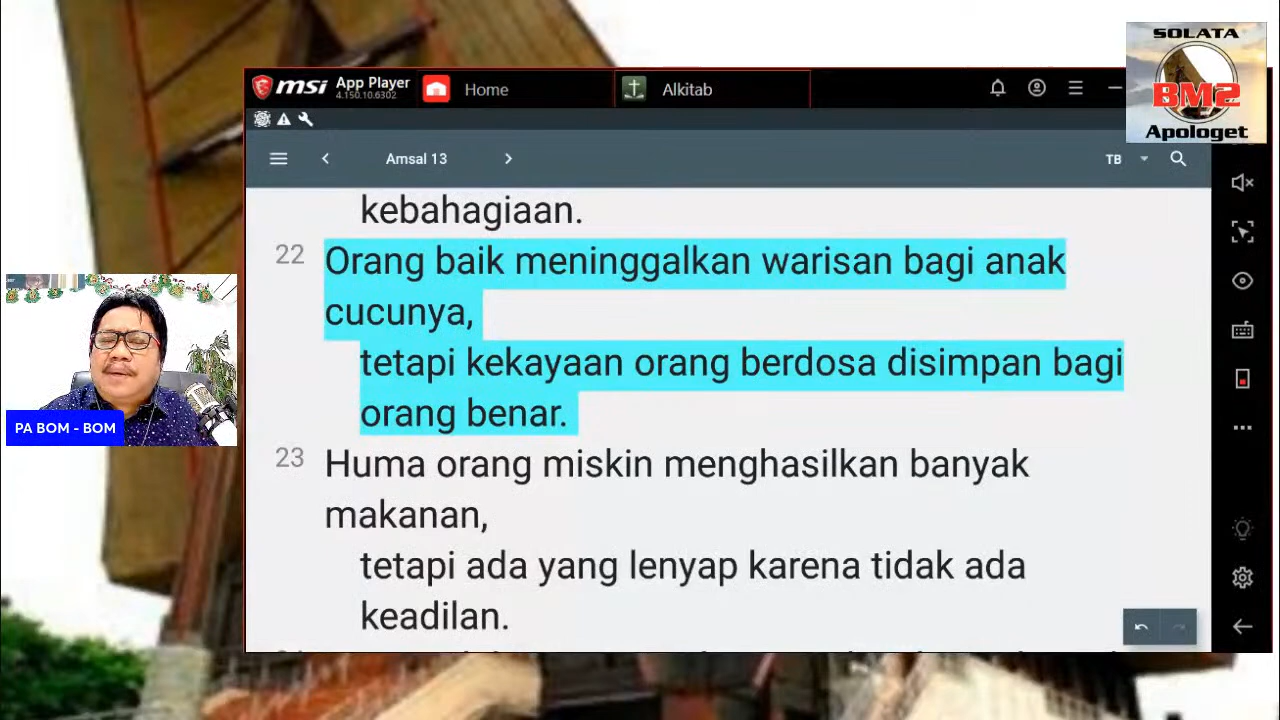 SOLATA
BM2
Apologet
msi App Player
4.150.10.6302
Home
Alkitab
Amsal 13
TB
kebahagiaan.
22 Orang baik meninggalkan warisan bagi anak
cucunya,
tetapi kekayaan orang berdosa disimpan bagi
orang benar.
23 Huma orang miskin menghasilkan banyak
makanan,
tetapi ada yang lenyap karena tidak ada
keadilan.
PA BOM - BOM